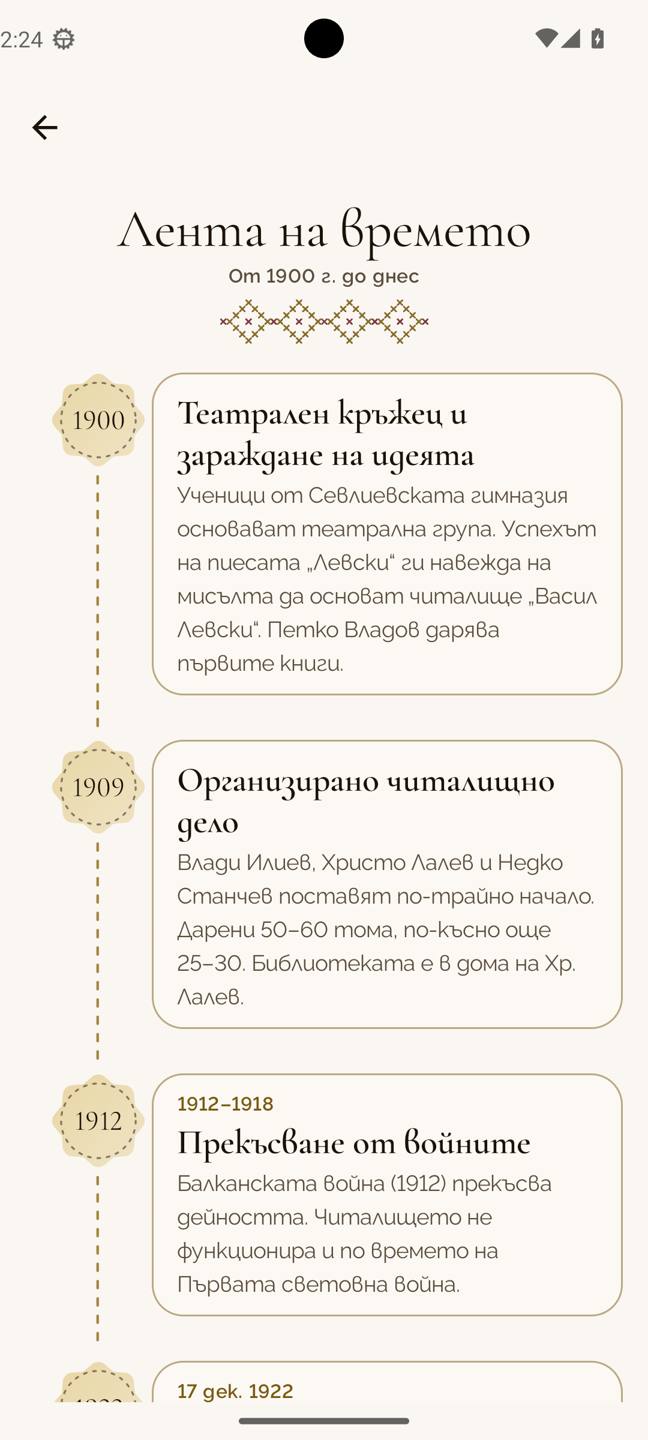 2:24
Лента на времето
От 1900 г. до днес
1900
Театрален кръжец и
зараждане на идеята
Ученици от Севлиевската гимназия
основават театрална група. Успехът
на пиесата „Левски“ ги навежда на
мисълта да основат читалище „Васил
Левски“. Петко Владов дарява
първите книги.
1909
Организирано читалищно
дело
Влади Илиев, Христо Лалев и Недко
Станчев поставят по-трайно начало.
Дарени 50–60 тома, по-късно още
25–30. Библиотеката е в дома на Хр.
Лалев.
1912
1912–1918
Прекъсване от войните
Балканската война (1912) прекъсва
дейността. Читалището не
функционира и по времето на
Първата световна война.
17 дек. 1922